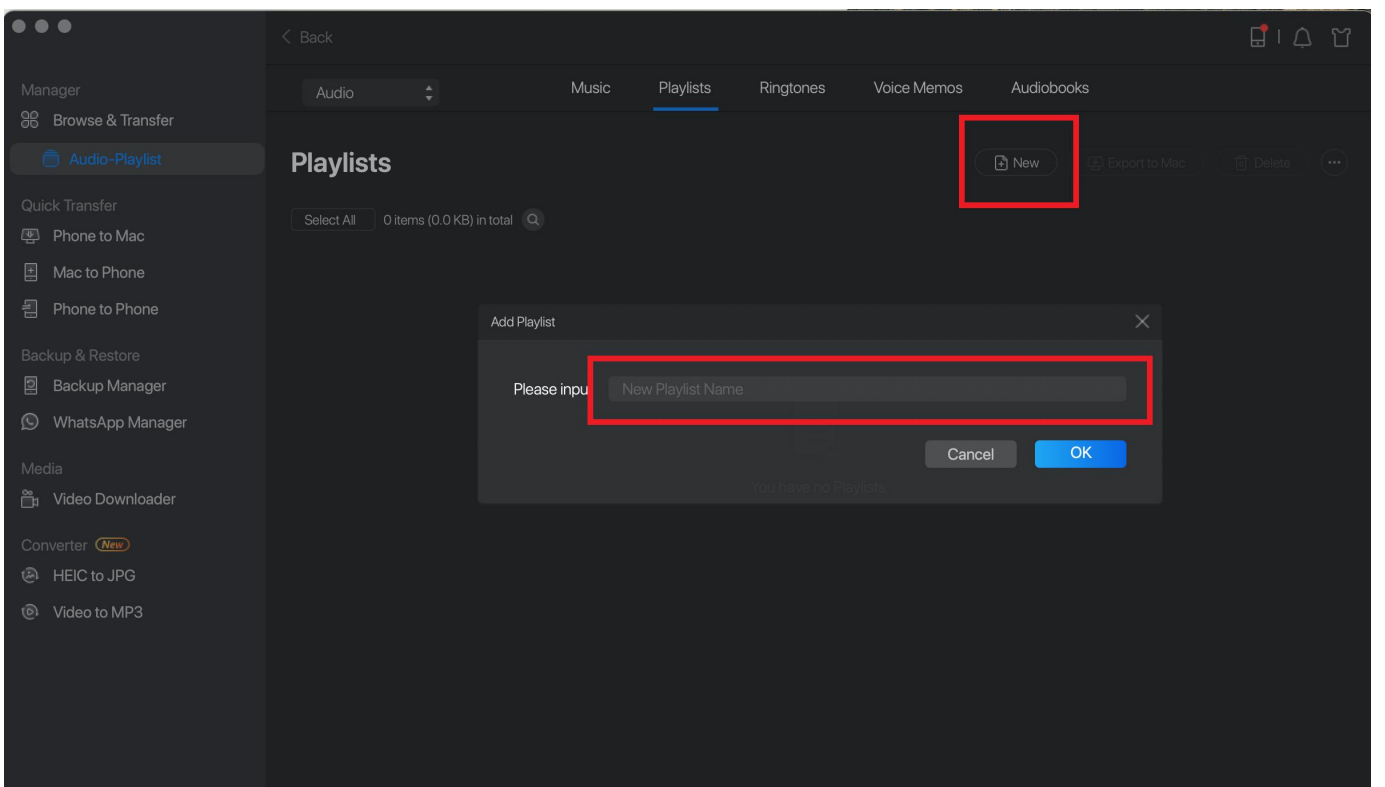 Back
Manager
Browse & Transfer
Audio-Playlist
Quick Transfer
Phone to Mac
Mac to Phone
Phone to Phone
Backup & Restore
Backup Manager
WhatsApp Manager
Media
Video Downloader
Converter New
HEIC to JPG
Video to MP3
Audio Music Playlists Ringtones Voice Memos Audiobooks
Playlists New Export to Mac Delete
Select All 0 items (0.0 KB) in total
Add Playlist
Please inpu New Playlist Name
Cancel OK
You have no Playlists